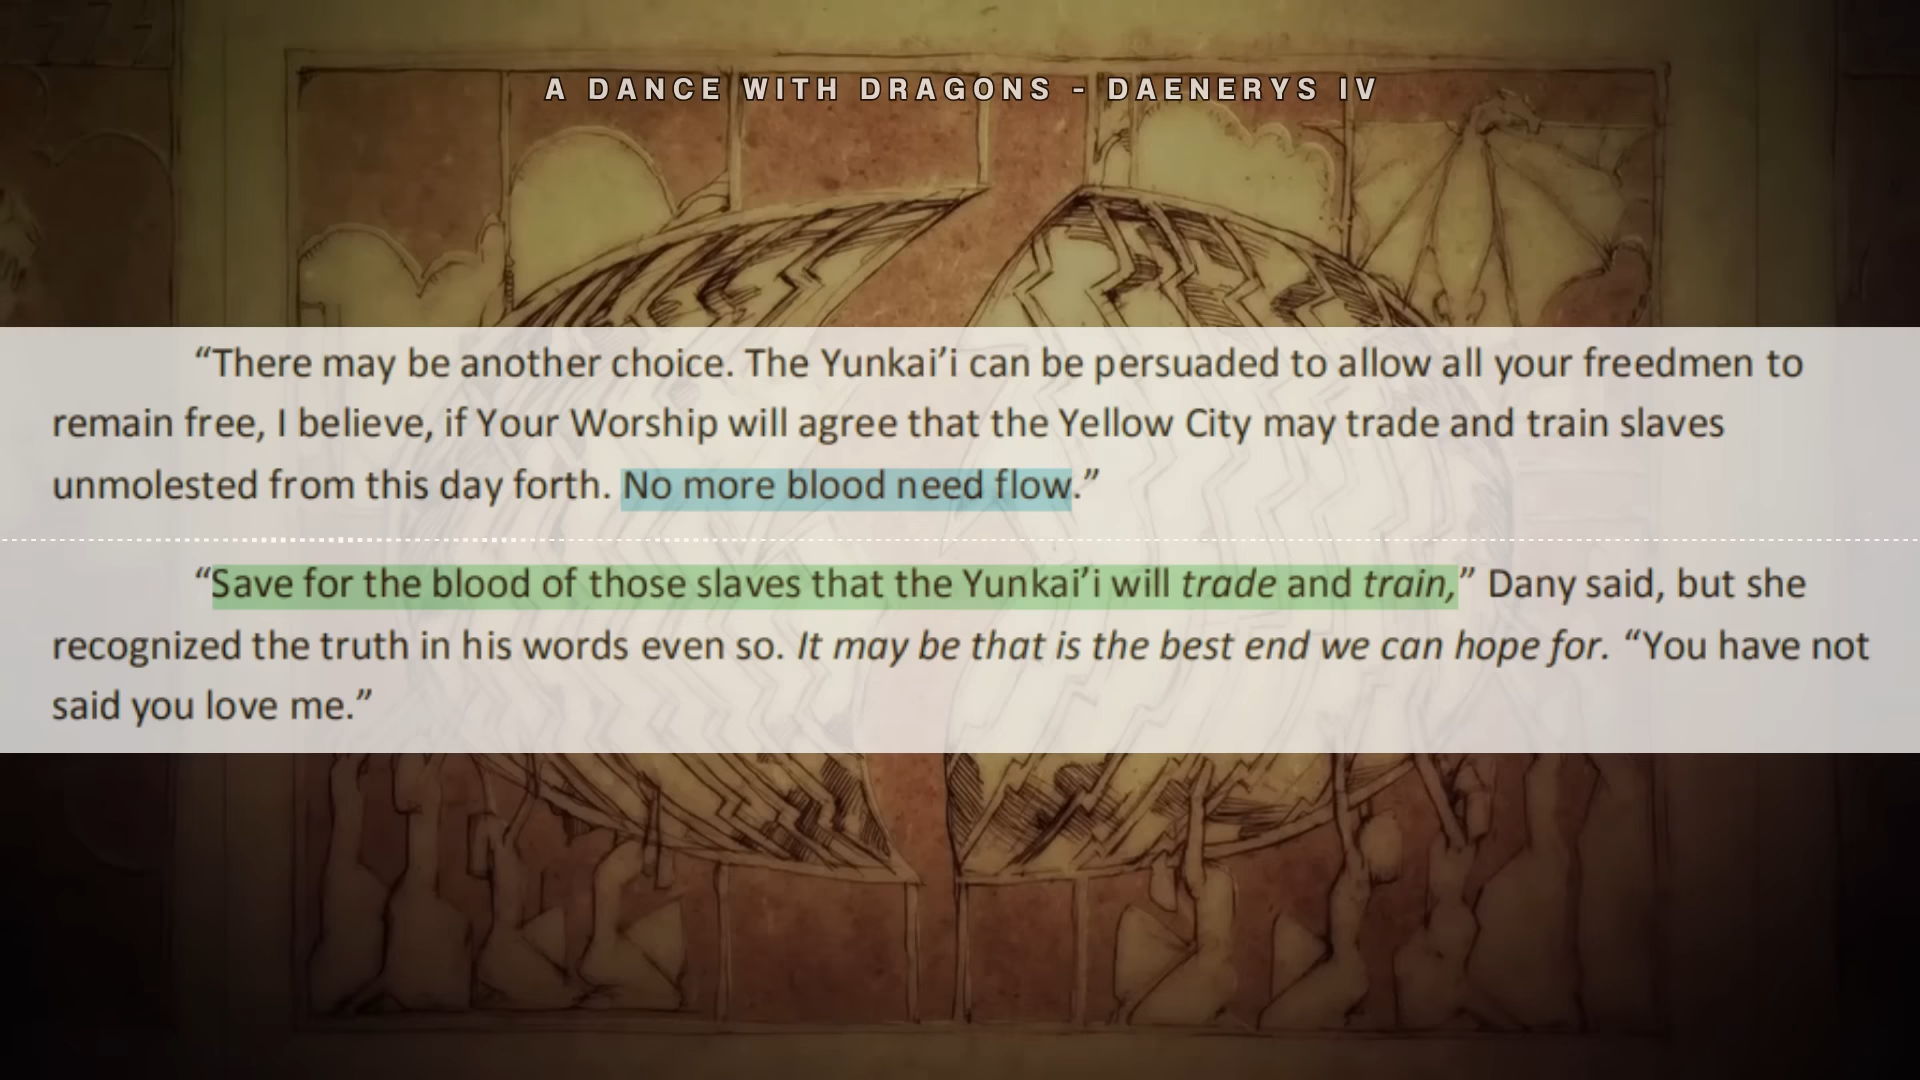 A DANCE WITH DRAGONS - DAENERYS IV
“There may be another choice. The Yunkai’i can be persuaded to allow all your freedmen to
remain free, I believe, if Your Worship will agree that the Yellow City may trade and train slaves
unmolested from this day forth. No more blood need flow.”
“Save for the blood of those slaves that the Yunkai’i will trade and train,” Dany said, but she
recognized the truth in his words even so. It may be that is the best end we can hope for. “You have not
said you love me.”